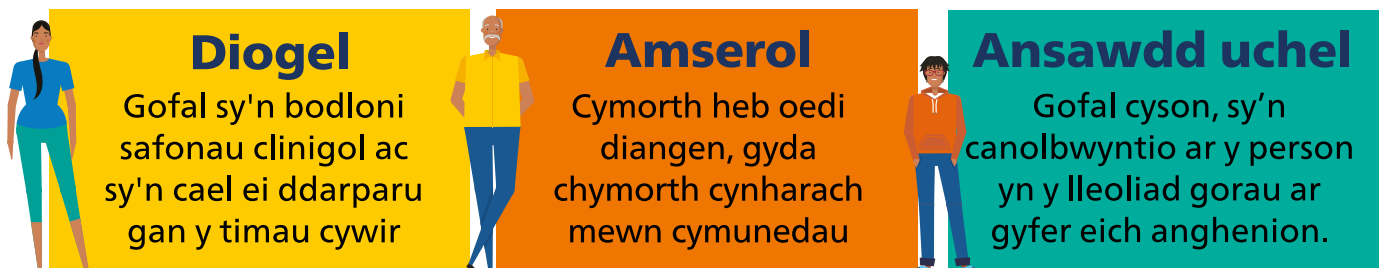 Diogel
Gofal sy'n bodloni
safonau clinigol ac
sy'n cael ei ddarparu
gan y timau cywir
Amserol
Cymorth heb oedi
diangen, gyda
chymorth cynharach
mewn cymunedau
Ansawdd uchel
Gofal cyson, sy’n
canolbwyntio ar y person
yn y lleoliad gorau ar
gyfer eich anghenion.